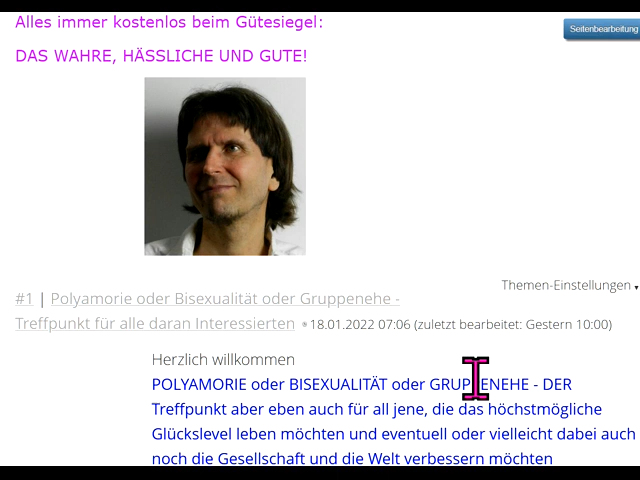 Alles immer kostenlos beim Gütesiegel:
Seitenbearbeitung
DAS WAHRE, HÄSSLICHE UND GUTE!
Themen-Einstellungen ▾
#1 | Polyamorie oder Bisexualität oder Gruppenehe -
Treffpunkt für alle daran Interessierten 18.01.2022 07:06 (zuletzt bearbeitet: Gestern 10:00)
Herzlich willkommen
POLYAMORIE oder BISEXUALITÄT oder GRUPPENEHE - DER
Treffpunkt aber eben auch für all jene, die das höchstmögliche
Glückslevel leben möchten und eventuell oder vielleicht dabei auch
noch die Gesellschaft und die Welt verbessern möchten